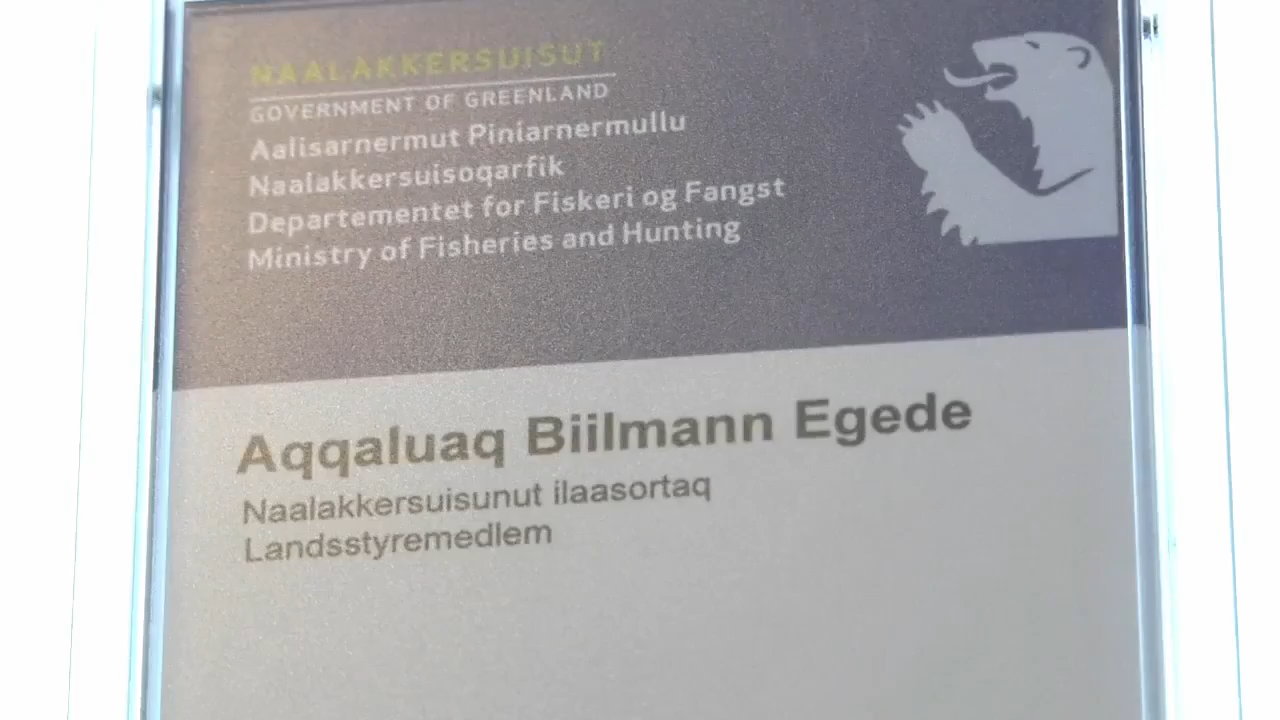 NAALAKKERSUISUT
GOVERNMENT OF GREENLAND
Aalisarnermut Piniarnermullu
Naalakkersuisoqarfik
Departementet for Fiskeri og Fangst
Ministry of Fisheries and Hunting
Aqqaluaq Biilmann Egede
Naalakkersuisunut ilaasortaq
Landsstyremedlem